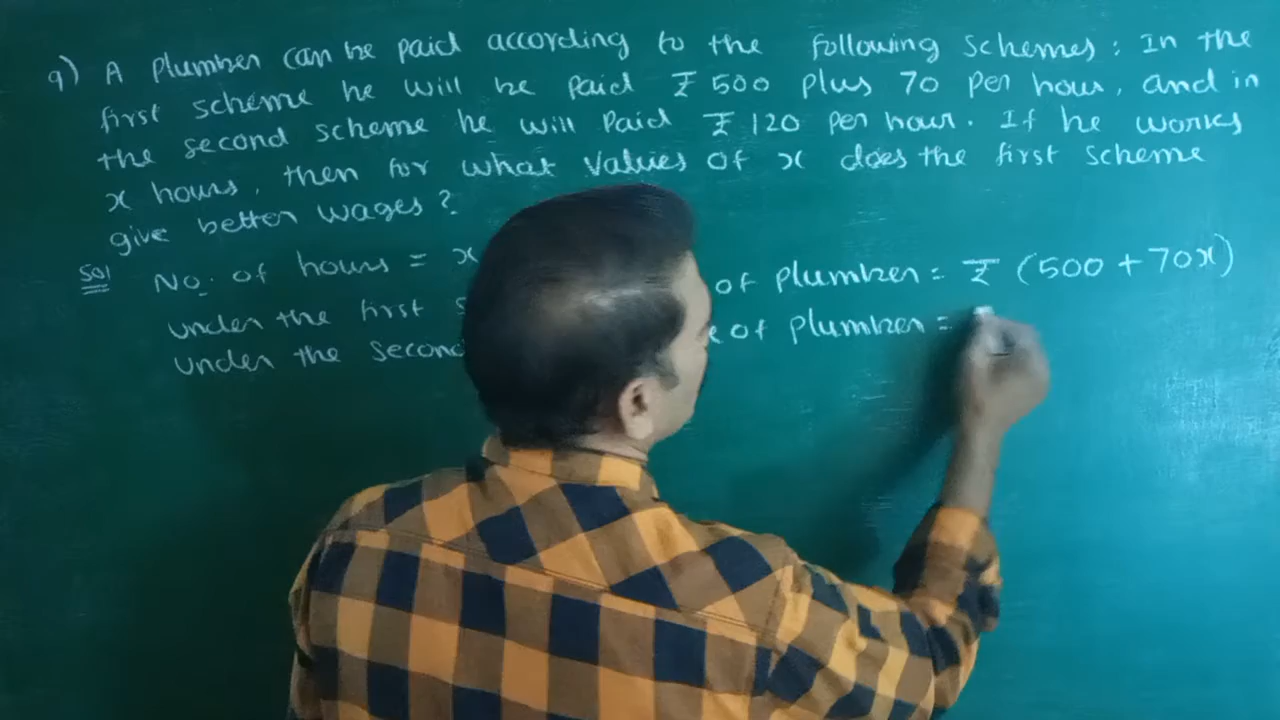 9) A Plumber can be paid according to the following schemes: In the
first scheme he will be paid ₹ 500 plus 70 per hour, and in
the second scheme he will Paid ₹ 120 per hour. If he works
x hours, then for what values of x does the first scheme
give better wages?
Sol No. of hours = x
under the first of plumber = ₹ (500 + 70x)
under the second of plumber =